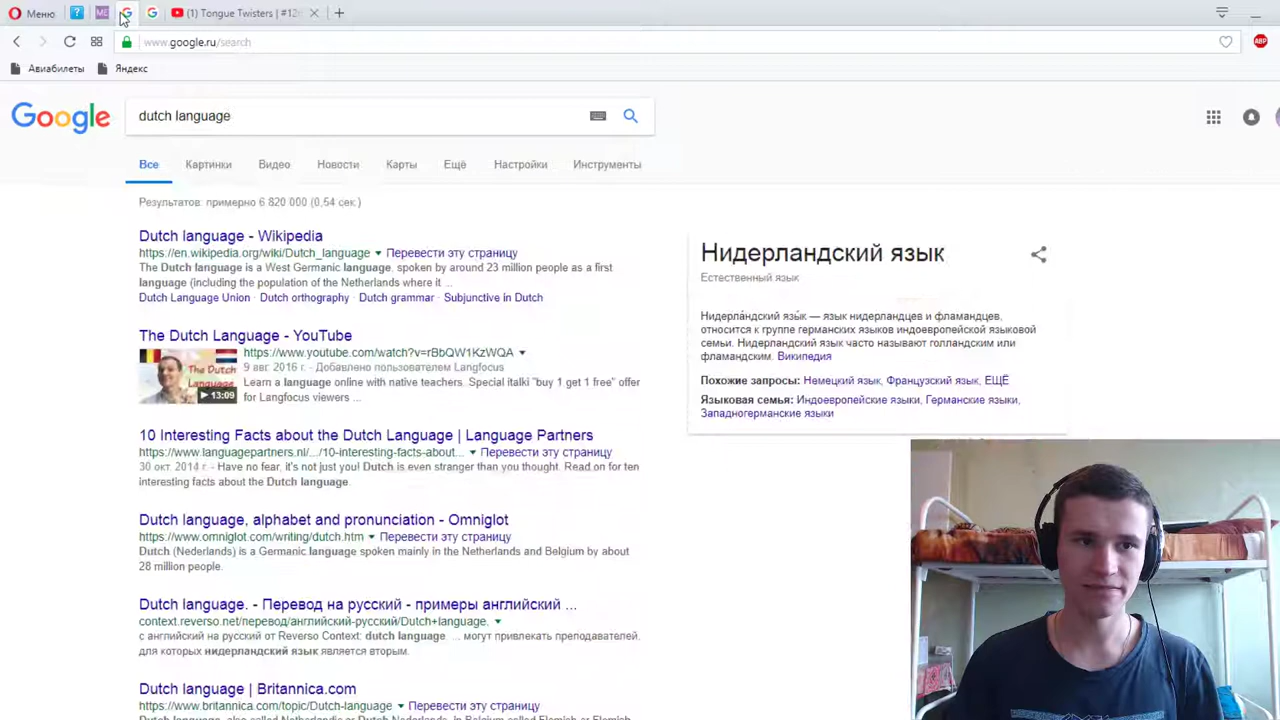 Меню
?
ME
(1) Tongue Twisters | #12
www.google.ru/search
ABP
Авиабилеты
Яндекс
Google
dutch language
Все
Картинки
Видео
Новости
Карты
Ещё
Настройки
Инструменты
Результатов: примерно 6 820 000 (0,54 сек.)
Dutch language - Wikipedia
https://en.wikipedia.org/wiki/Dutch_language Перевести эту страницу
The Dutch language is a West Germanic language, spoken by around 23 million people as a first
language (including the population of the Netherlands where it ...
Dutch Language Union · Dutch orthography · Dutch grammar · Subjunctive in Dutch
The Dutch Language - YouTube
https://www.youtube.com/watch?v=rBbQW1KzWQA
9 авг. 2016 г. - Добавлено пользователем Langfocus
Learn a language online with native teachers. Special italki "buy 1 get 1 free" offer
for Langfocus viewers ...
The Dutch
Language
13:09
10 Interesting Facts about the Dutch Language | Language Partners
https://www.languagepartners.nl/.../10-interesting-facts-about... Перевести эту страницу
30 окт. 2014 г. - Have no fear, it's not just you! Dutch is even stranger than you thought. Read on for ten
interesting facts about the Dutch language.
Dutch language, alphabet and pronunciation - Omniglot
https://www.omniglot.com/writing/dutch.htm Перевести эту страницу
Dutch (Nederlands) is a Germanic language spoken mainly in the Netherlands and Belgium by about
28 million people.
Dutch language. - Перевод на русский - примеры английский ...
context.reverso.net/перевод/английский-русский/Dutch+language.
с английский на русский от Reverso Context: dutch language ... могут привлекать преподавателей,
для которых нидерландский язык является вторым.
Dutch language | Britannica.com
https://www.britannica.com/topic/Dutch-language Перевести эту страницу
Нидерландский язык
Естественный язык
Нидерла́ндский язы́к — язык нидерландцев и фламандцев,
относится к группе германских языков индоевропейской языковой
семьи. Нидерландский язык часто называют голландским или
фламандским. Википедия
Похожие запросы: Немецкий язык, Французский язык, ЕЩЁ
Языковая семья: Индоевропейские языки, Германские языки,
Западногерманские языки